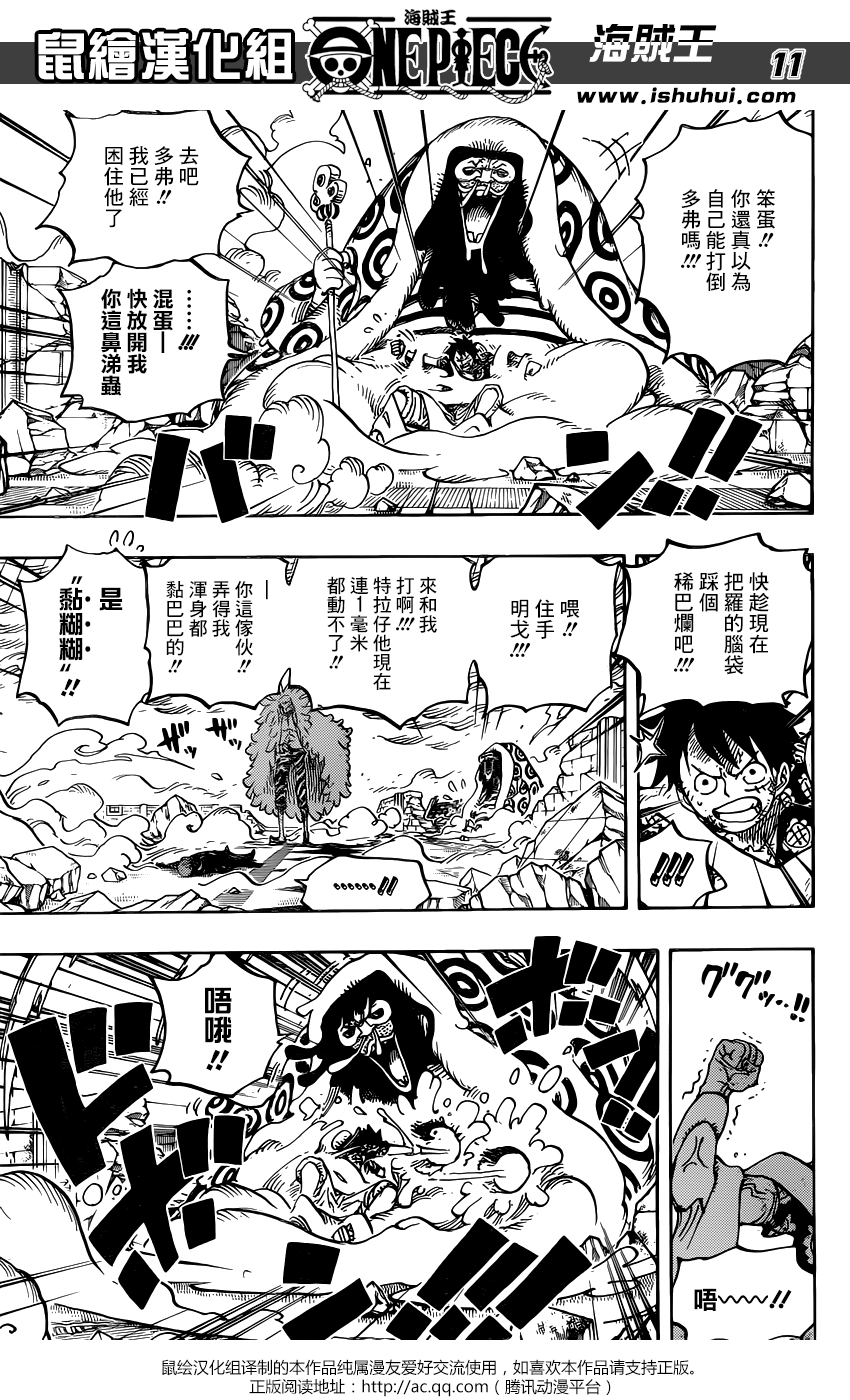 鼠繪漢化組
海賊王
ONE PIECE
海賊王
11
www.ishuhui.com
笨蛋!!
你還真以為
自己能打倒
多弗嗎!!!
去吧
多弗!!
我已經
困住他了
……!!!
混蛋—
快放開我
你這鼻涕蟲
バン!!
快趁現在
把羅的腦袋
踩個
稀巴爛吧!!!
!!!!
喂!!
住手
明戈!!!
來和我
打啊!!!
特拉仔他現在
連1毫米
都動不了!!
—
你這傢伙!!
弄得我
渾身都
黏巴巴的!!
是
“黏糊糊”!!
ゼェ
ゼェ
………!!
ググッ…!!
唔〜〜〜!!
唔哦!!
ドドドドド!!!
鼠绘汉化组译制的本作品纯属漫友爱好交流使用，如喜欢本作品请支持正版。
正版阅读地址：http://ac.qq.com（腾讯动漫平台）